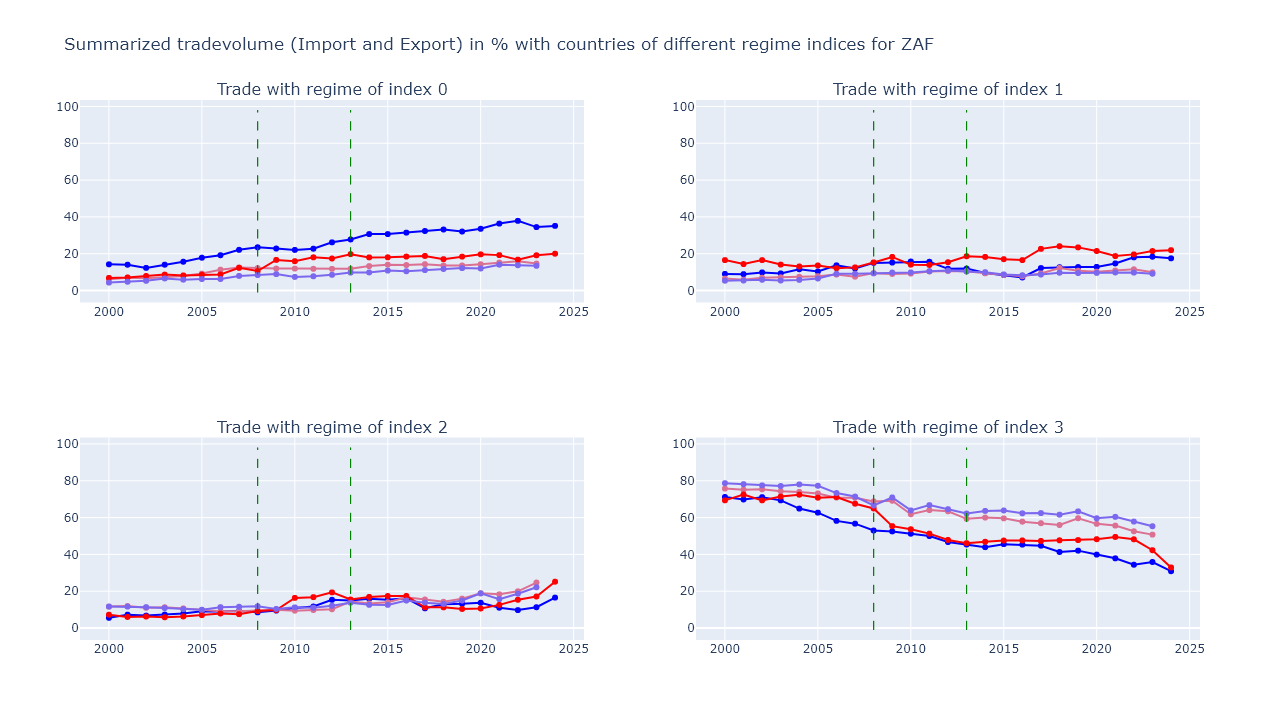 Summarized tradevolume (Import and Export) in % with countries of different regime indices for ZAF
Trade with regime of index 0
100
80
60
40
20
0
2000 2005 2010 2015 2020 2025
Trade with regime of index 1
100
80
60
40
20
0
2000 2005 2010 2015 2020 2025
Trade with regime of index 2
100
80
60
40
20
0
2000 2005 2010 2015 2020 2025
Trade with regime of index 3
100
80
60
40
20
0
2000 2005 2010 2015 2020 2025